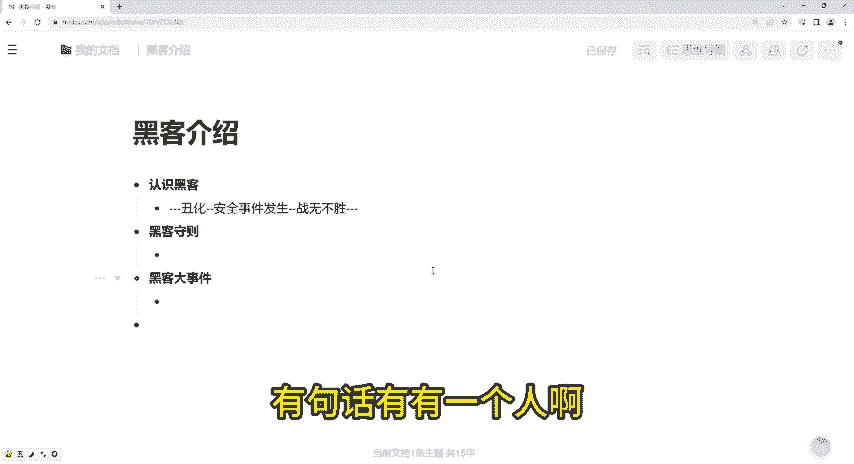 我的文档 | 黑客介绍
已保存
黑客介绍
认识黑客
---丑化--安全事件发生--战无不胜---
黑客守则
黑客大事件
有句话有有一个人啊
当前文档1条主题 共15字